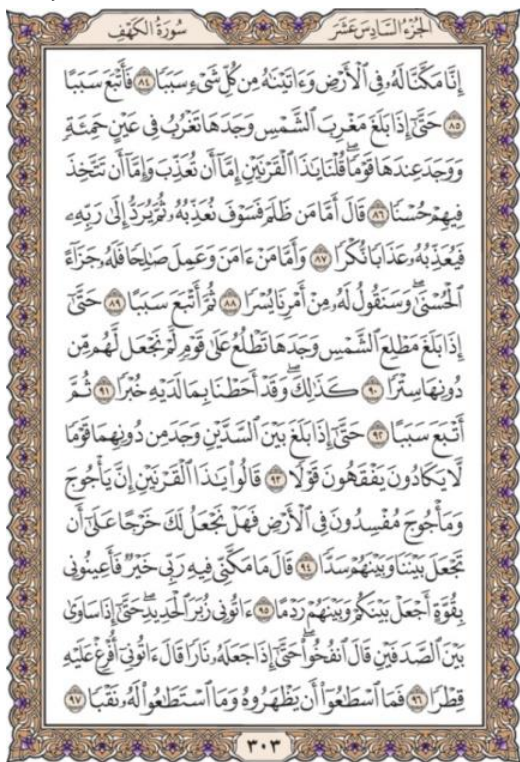 الجُزْءُ السَّادِسَ عَشَرَ سُورَةُ الكَهْفِ
إِنَّا مَكَّنَّا لَهُۥ فِى ٱلْأَرْضِ وَءَاتَيْنَٰهُ مِن كُلِّ شَىْءٍ سَبَبًا ٨٤ فَأَتْبَعَ سَبَبًا
٨٥ حَتَّىٰٓ إِذَا بَلَغَ مَغْرِبَ ٱلشَّمْسِ وَجَدَهَا تَغْرُبُ فِى عَيْنٍ حَمِئَةٍ
وَوَجَدَ عِندَهَا قَوْمًا ۗ قُلْنَا يَٰذَا ٱلْقَرْنَيْنِ إِمَّآ أَن تُعَذِّبَ وَإِمَّآ أَن تَتَّخِذَ
فِيهِمْ حُسْنًا ٨٦ قَالَ أَمَّا مَن ظَلَمَ فَسَوْفَ نُعَذِّبُهُۥ ثُمَّ يُرَدُّ إِلَىٰ رَبِّهِۦ
فَيُعَذِّبُهُۥ عَذَابًا نُّكْرًا ٨٧ وَأَمَّا مَنْ ءَامَنَ وَعَمِلَ صَٰلِحًا فَلَهُۥ جَزَآءً
ٱلْحُسْنَىٰ ۖ وَسَنَقُولُ لَهُۥ مِنْ أَمْرِنَا يُسْرًا ٨٨ ثُمَّ أَتْبَعَ سَبَبًا ٨٩ حَتَّىٰٓ
إِذَا بَلَغَ مَطْلِعَ ٱلشَّمْسِ وَجَدَهَا تَطْلُعُ عَلَىٰ قَوْمٍ لَّمْ نَجْعَل لَّهُم مِّن
دُونِهَا سِتْرًا ٩٠ كَذَٰلِكَ وَقَدْ أَحَطْنَا بِمَا لَدَيْهِ خُبْرًا ٩١ ثُمَّ
أَتْبَعَ سَبَبًا ٩٢ حَتَّىٰٓ إِذَا بَلَغَ بَيْنَ ٱلسَّدَّيْنِ وَجَدَ مِن دُونِهِمَا قَوْمًا
لَّا يَكَادُونَ يَفْقَهُونَ قَوْلًا ٩٣ قَالُوا۟ يَٰذَا ٱلْقَرْنَيْنِ إِنَّ يَأْجُوجَ
وَمَأْجُوجَ مُفْسِدُونَ فِى ٱلْأَرْضِ فَهَلْ نَجْعَلُ لَكَ خَرْجًا عَلَىٰٓ أَن
تَجْعَلَ بَيْنَنَا وَبَيْنَهُمْ سَدًّا ٩٤ قَالَ مَا مَكَّنِّى فِيهِ رَبِّى خَيْرٌ فَأَعِينُونِى
بِقُوَّةٍ أَجْعَلْ بَيْنَكُمْ وَبَيْنَهُمْ رَدْمًا ٩٥ ءَاتُونِى زُبَرَ ٱلْحَدِيدِ ۖ حَتَّىٰٓ إِذَا سَاوَىٰ
بَيْنَ ٱلصَّدَفَيْنِ قَالَ ٱنفُخُوا۟ ۖ حَتَّىٰٓ إِذَا جَعَلَهُۥ نَارًا قَالَ ءَاتُونِىٓ أُفْرِغْ عَلَيْهِ
قِطْرًا ٩٦ فَمَا ٱسْطَٰعُوٓا۟ أَن يَظْهَرُوهُ وَمَا ٱسْتَطَٰعُوا۟ لَهُۥ نَقْبًا ٩٧
٣٠٣